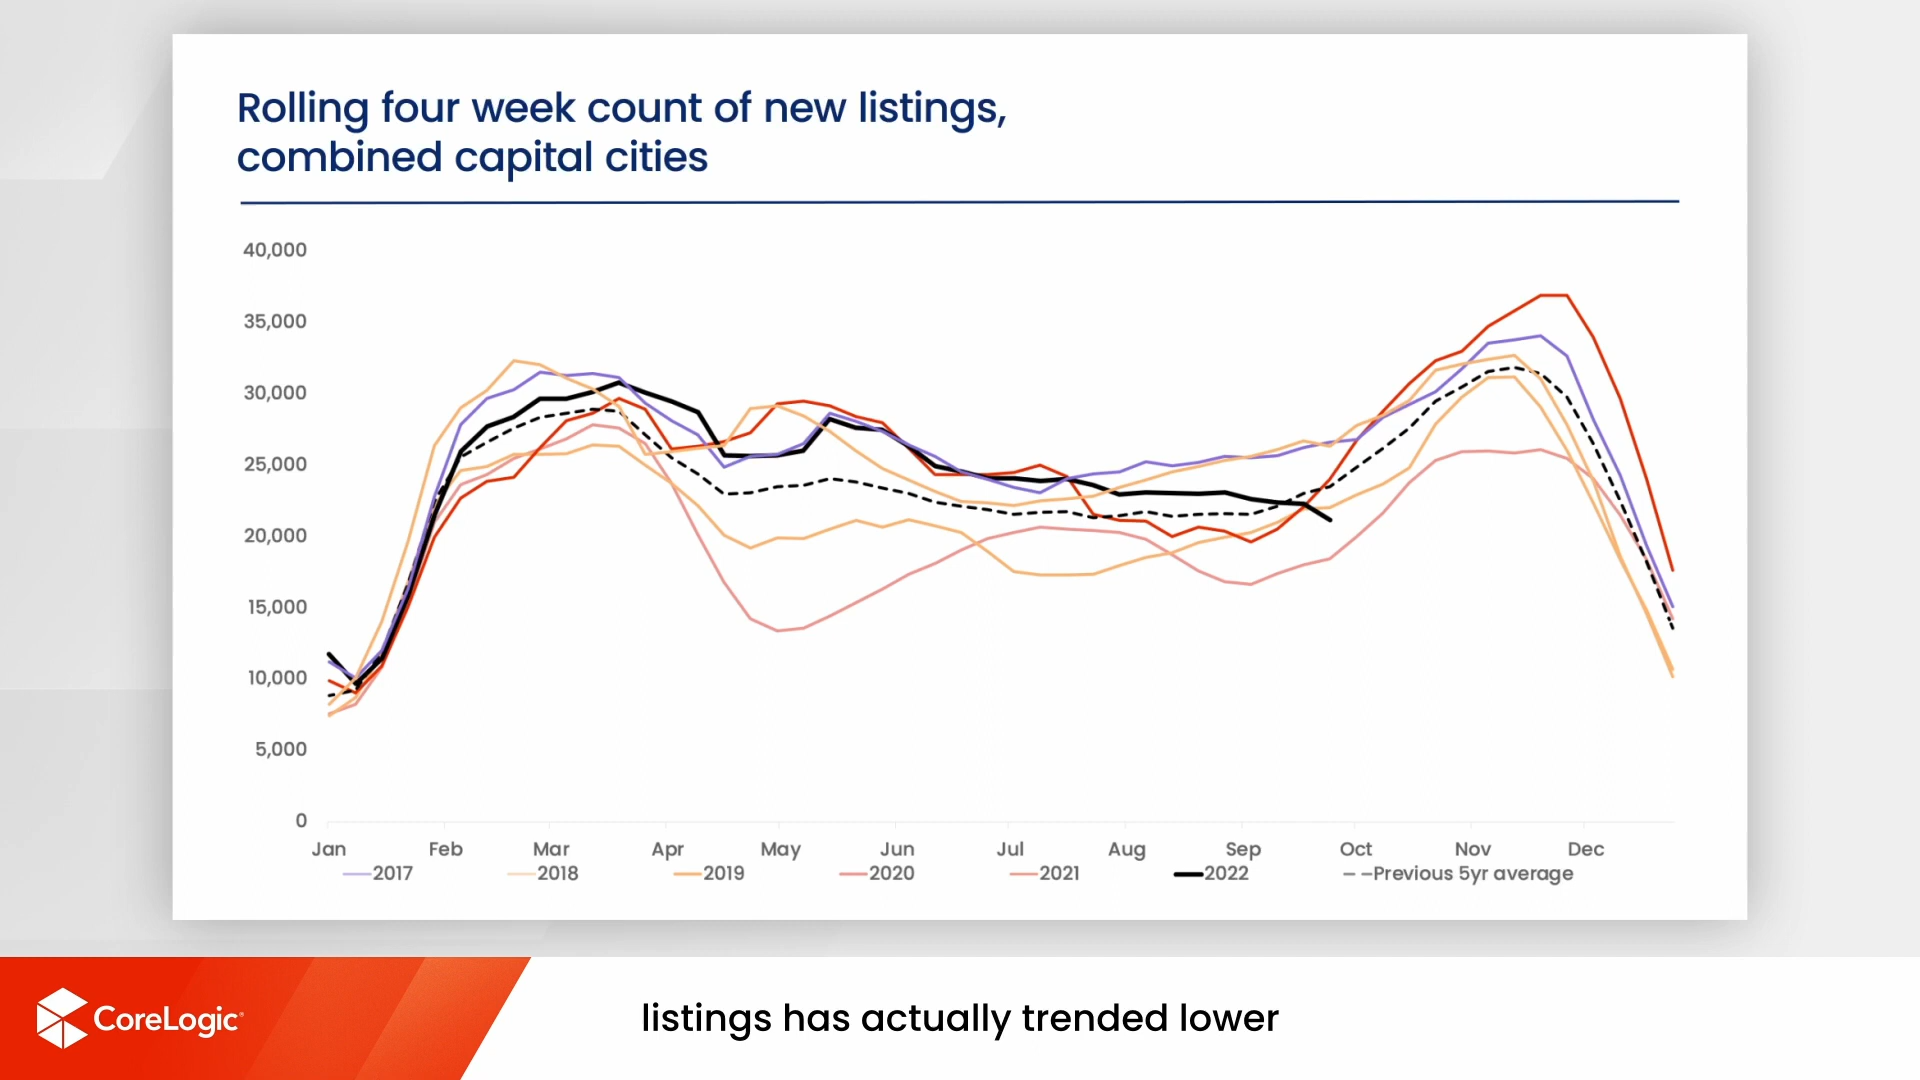 Rolling four week count of new listings,
combined capital cities
40,000
35,000
30,000
25,000
20,000
15,000
10,000
5,000
0
Jan Feb Mar Apr May Jun Jul Aug Sep Oct Nov Dec
2017 2018 2019 2020 2021 2022 Previous 5yr average
CoreLogic
listings has actually trended lower